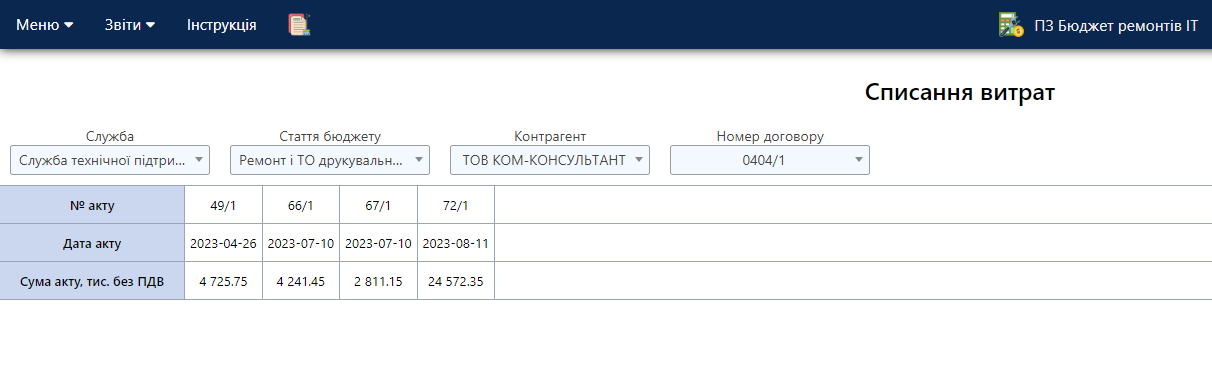 Меню Звіти Інструкція ПЗ Бюджет ремонтів ІТ
Списання витрат
Служба Стаття бюджету Контрагент Номер договору
Служба технічної підтри... Ремонт і ТО друкувальн... ТОВ КОМ-КОНСУЛЬТАНТ 0404/1
№ акту 49/1 66/1 67/1 72/1
Дата акту 2023-04-26 2023-07-10 2023-07-10 2023-08-11
Сума акту, тис. без ПДВ 4 725.75 4 241.45 2 811.15 24 572.35